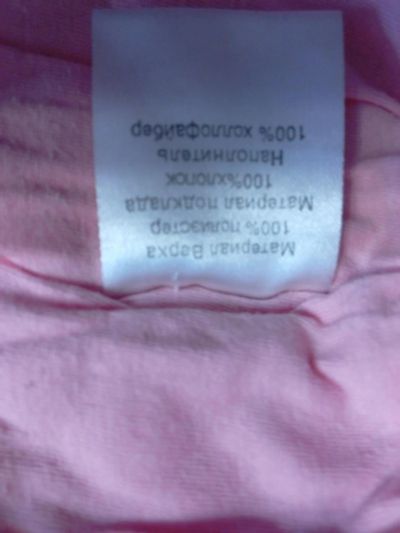 Материал Верха
100% полиэстер
Материал подклада
100%хлопок
Наполнитель
100% холлофайбер